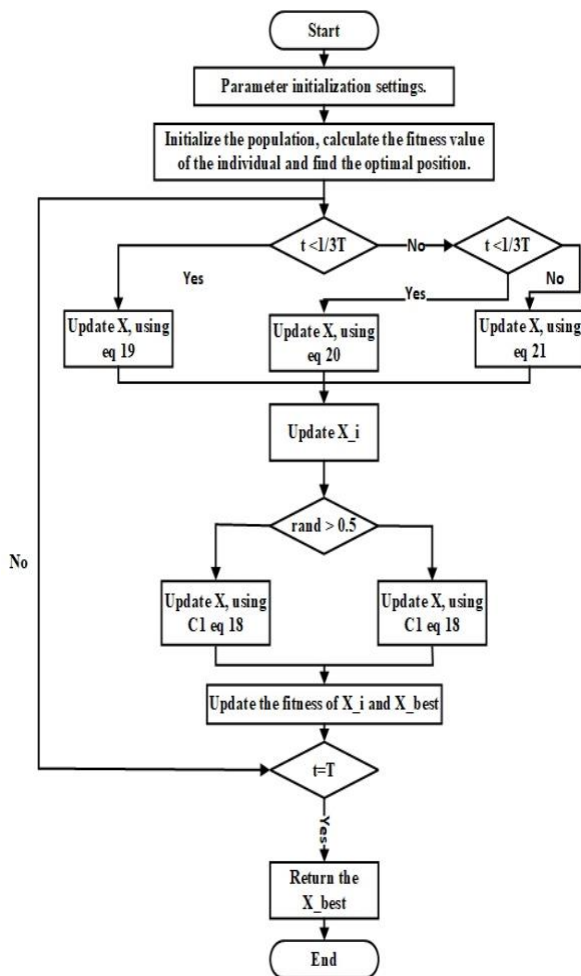 Start
Parameter initialization settings.
Initialize the population, calculate the fitness value
of the individual and find the optimal position.
t <1/3T
No
t <1/3T
Yes
Yes
No
Update X, using
eq 19
Update X, using
eq 20
Update X, using
eq 21
Update X_i
rand > 0.5
No
Update X, using
C1 eq 18
Update X, using
C1 eq 18
Update the fitness of X_i and X_best
t=T
Yes
Return the
X_best
End